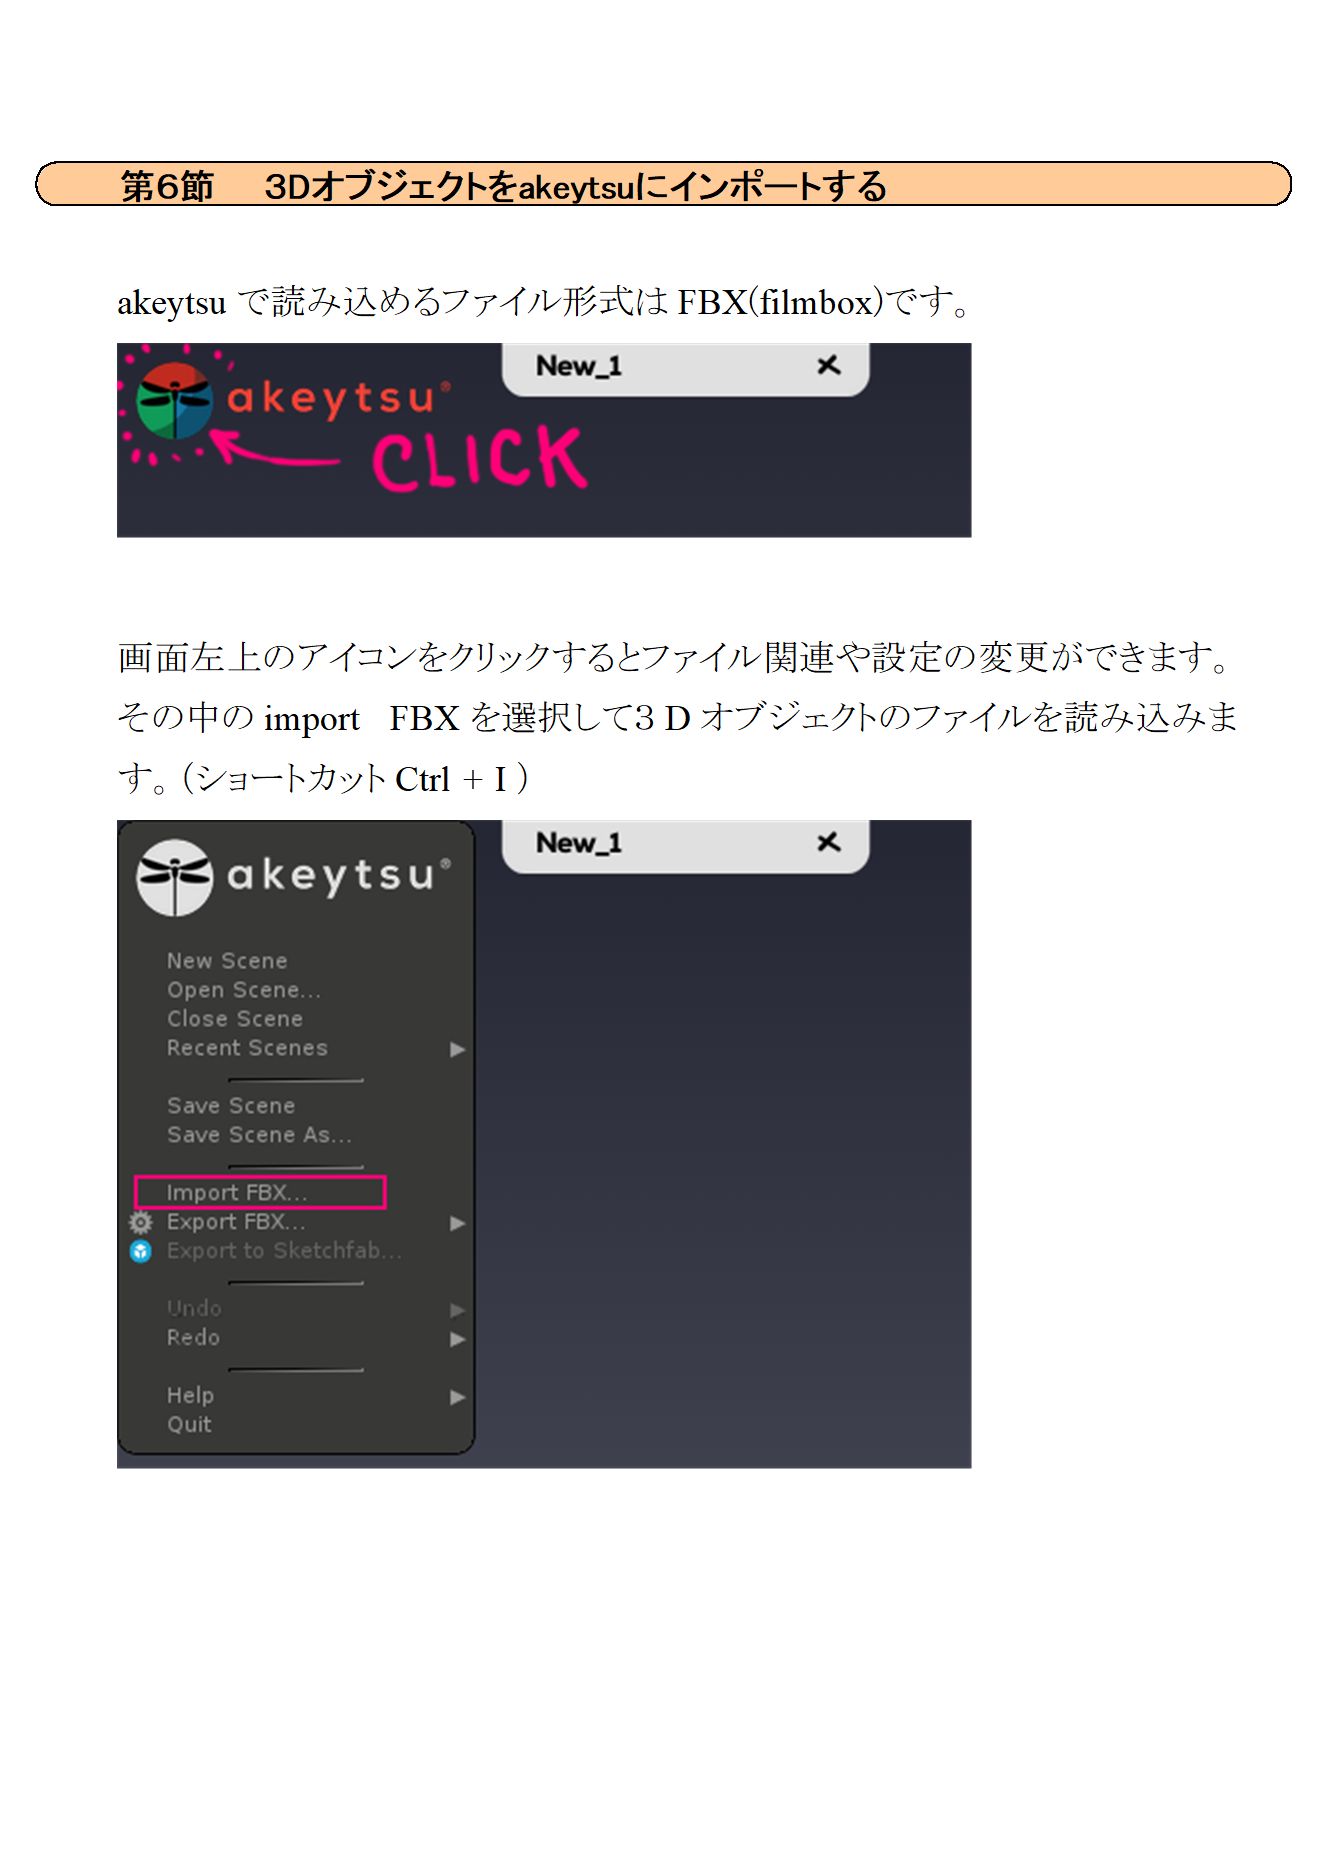 第６節　３Dオブジェクトをakeytsuにインポートする
akeytsu で読み込めるファイル形式は FBX(filmbox)です。
akeytsu®
New_1
CLICK
画面左上のアイコンをクリックするとファイル関連や設定の変更ができます。
その中の import　FBX を選択して３Ｄオブジェクトのファイルを読み込みま
す。（ショートカット Ctrl + I ）
akeytsu®
New_1
New Scene
Open Scene...
Close Scene
Recent Scenes
Save Scene
Save Scene As...
Import FBX...
Export FBX...
Export to Sketchfab...
Undo
Redo
Help
Quit